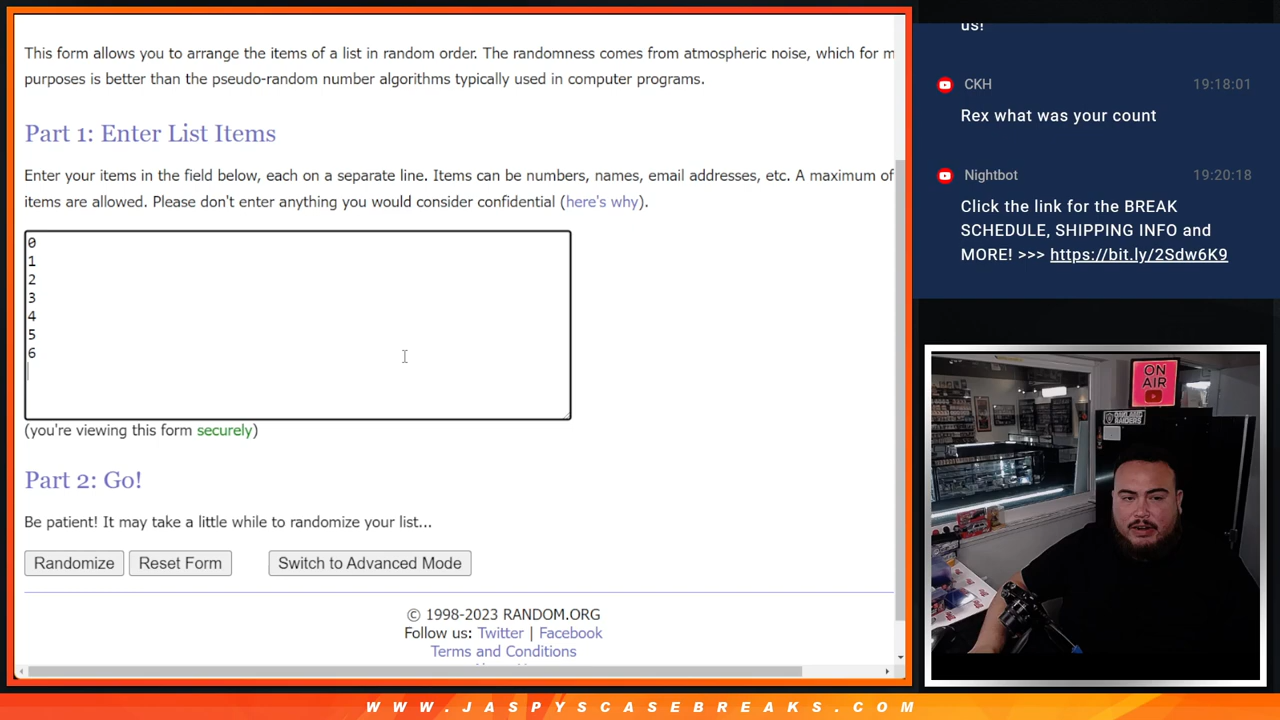 This form allows you to arrange the items of a list in random order. The randomness comes from atmospheric noise, which for m
purposes is better than the pseudo-random number algorithms typically used in computer programs.
Part 1: Enter List Items
Enter your items in the field below, each on a separate line. Items can be numbers, names, email addresses, etc. A maximum of
items are allowed. Please don't enter anything you would consider confidential (here's why).
0
1
2
3
4
5
6
(you're viewing this form securely)
Part 2: Go!
Be patient! It may take a little while to randomize your list...
Randomize Reset Form Switch to Advanced Mode
© 1998-2023 RANDOM.ORG
Follow us: Twitter | Facebook
Terms and Conditions
us!
CKH 19:18:01
Rex what was your count
Nightbot 19:20:18
Click the link for the BREAK
SCHEDULE, SHIPPING INFO and
MORE! >>> https://bit.ly/2Sdw6K9
ON
AIR
OAKLAND
RAIDERS
WWW.JASPYSCASEBREAKS.COM